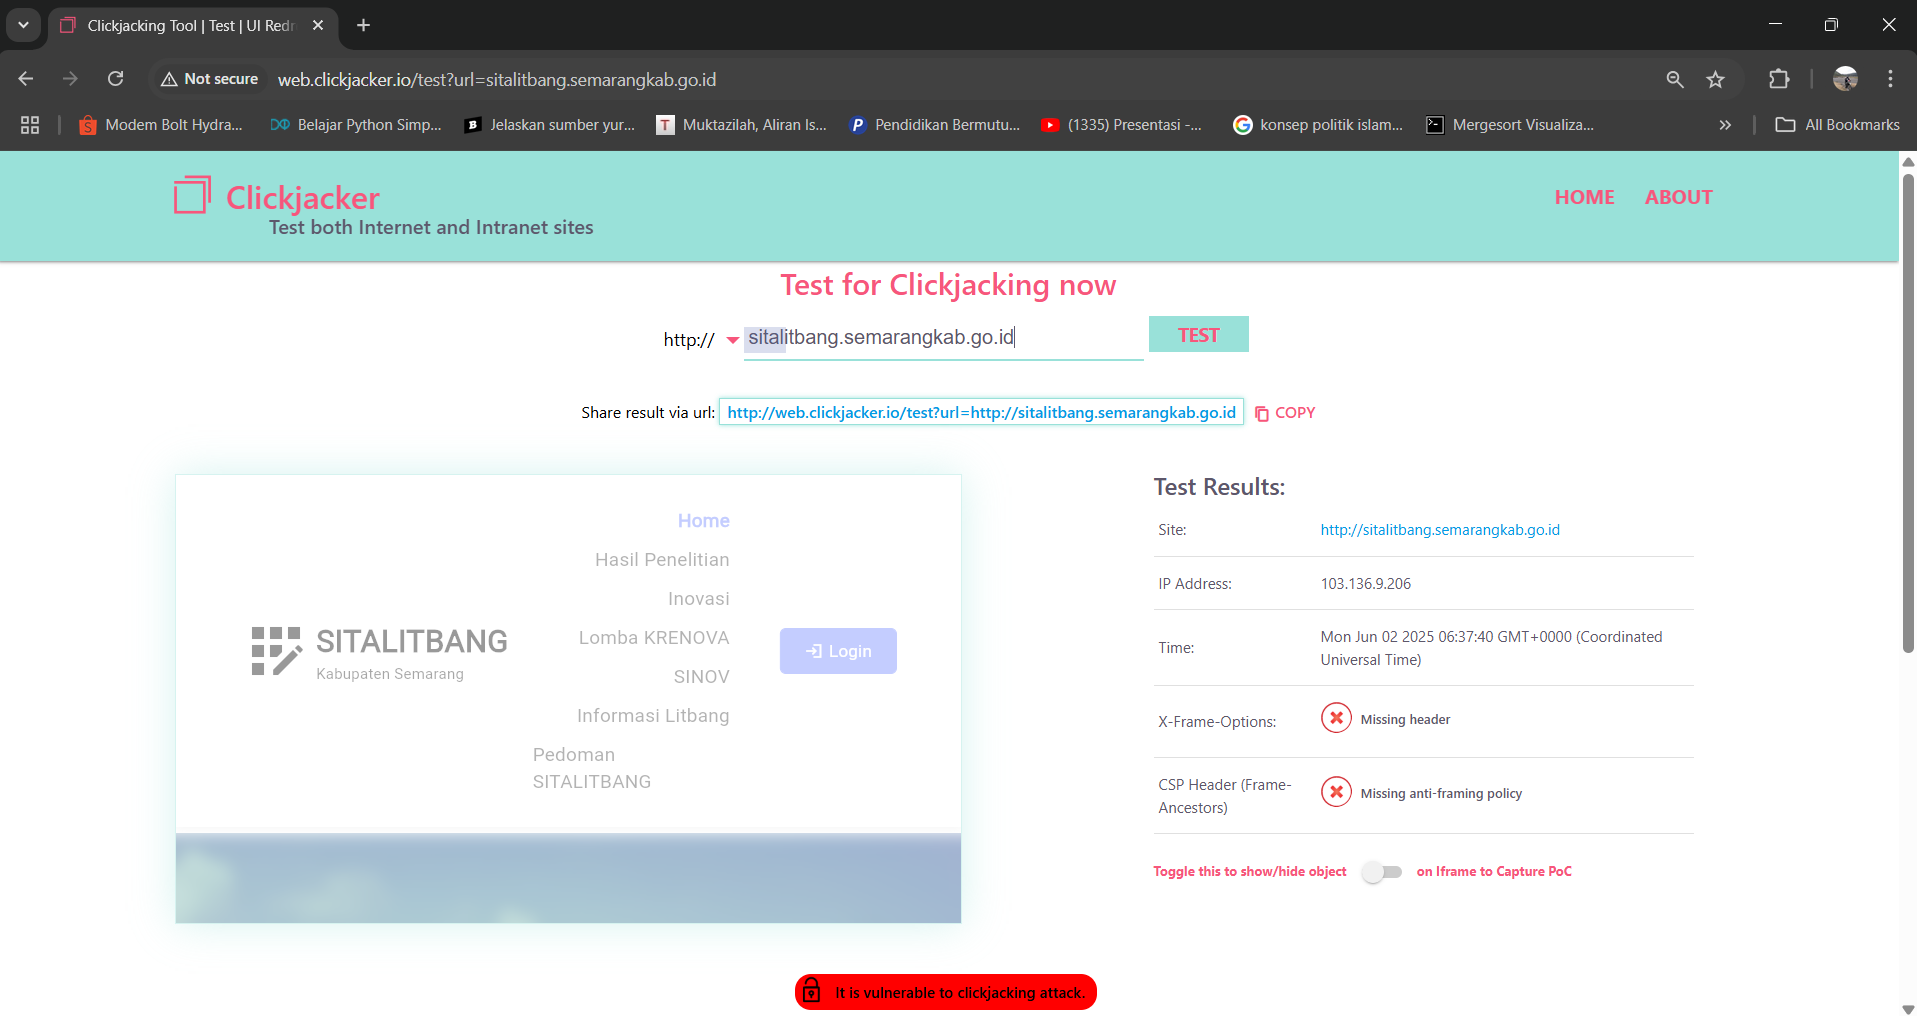 Clickjacking Tool | Test | UI Redr
Not secure
web.clickjacker.io/test?url=sitalitbang.semarangkab.go.id
Modem Bolt Hydra...
Belajar Python Simp...
Jelaskan sumber yur...
Muktazilah, Aliran Is...
Pendidikan Bermutu...
(1335) Presentasi -...
konsep politik islam...
Mergesort Visualiza...
All Bookmarks
Clickjacker
Test both Internet and Intranet sites
HOME
ABOUT
Test for Clickjacking now
http://
sitalitbang.semarangkab.go.id
TEST
Share result via url:
http://web.clickjacker.io/test?url=http://sitalitbang.semarangkab.go.id
COPY
Home
Hasil Penelitian
Inovasi
Lomba KRENOVA
SINOV
Informasi Litbang
Pedoman
SITALITBANG
SITALITBANG
Kabupaten Semarang
Login
Test Results:
Site:
http://sitalitbang.semarangkab.go.id
IP Address:
103.136.9.206
Time:
Mon Jun 02 2025 06:37:40 GMT+0000 (Coordinated
Universal Time)
X-Frame-Options:
Missing header
CSP Header (Frame-
Ancestors)
Missing anti-framing policy
Toggle this to show/hide object
on Iframe to Capture PoC
It is vulnerable to clickjacking attack.